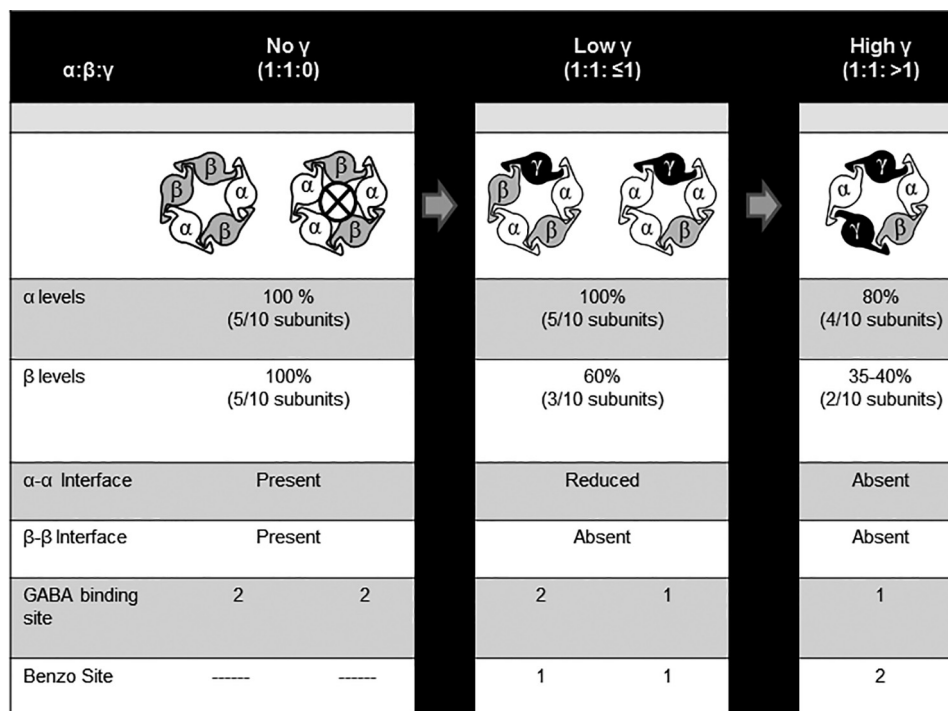 α:β:γ
No γ
(1:1:0)
Low γ
(1:1: ≤1)
High γ
(1:1: >1)
β
β
α
α
β
β
α
α
α
β
γ
β
α
α
β
γ
α
α
α
β
γ
α
α
γ
β
α levels
100 %
(5/10 subunits)
100%
(5/10 subunits)
80%
(4/10 subunits)
β levels
100%
(5/10 subunits)
60%
(3/10 subunits)
35-40%
(2/10 subunits)
α-α Interface
Present
Reduced
Absent
β-β Interface
Present
Absent
Absent
GABA binding
site
2
2
2
1
1
Benzo Site
------
------
1
1
2